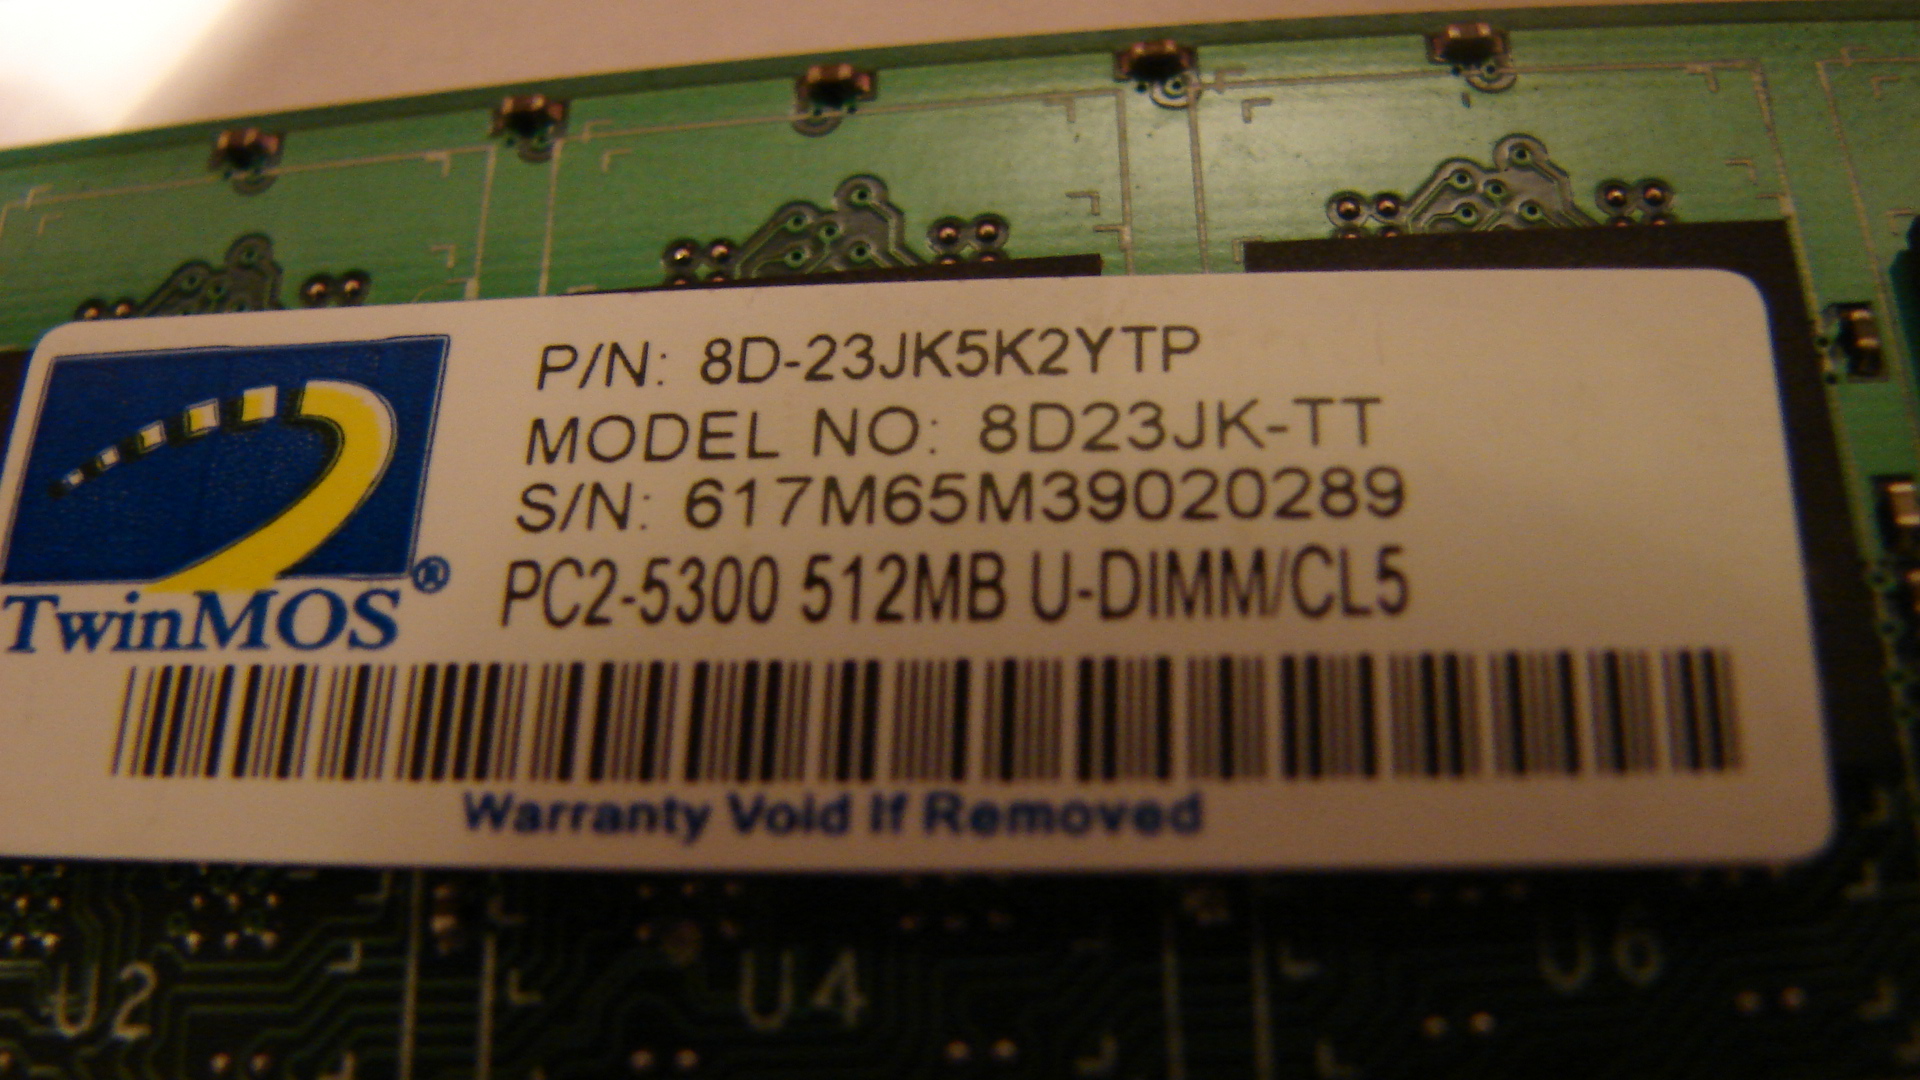 P/N: 8D-23JK5K2YTP
MODEL NO: 8D23JK-TT
S/N: 617M65M39020289
PC2-5300 512MB U-DIMM/CL5
TwinMOS®
Warranty Void If Removed
U2
U4
U6